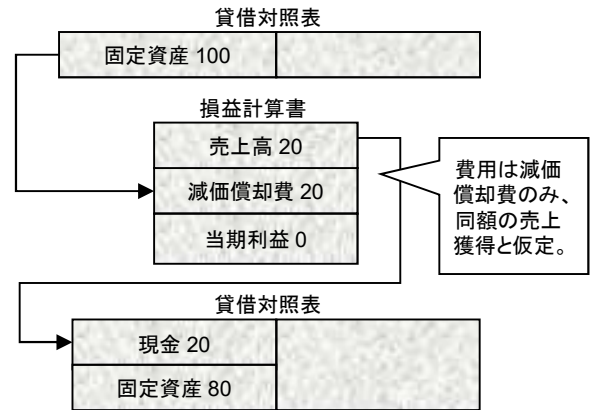 貸借対照表
固定資産 100
損益計算書
売上高 20
減価償却費 20
当期利益 0
費用は減価
償却費のみ、
同額の売上
獲得と仮定。
貸借対照表
現金 20
固定資産 80